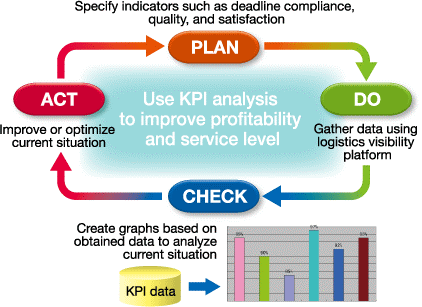 Specify indicators such as deadline compliance,
quality, and satisfaction
PLAN
ACT
Use KPI analysis
to improve profitability
and service level
DO
Improve or optimize
current situation
Gather data using
logistics visibility
platform
CHECK
Create graphs based on
obtained data to analyze
current situation
KPI data